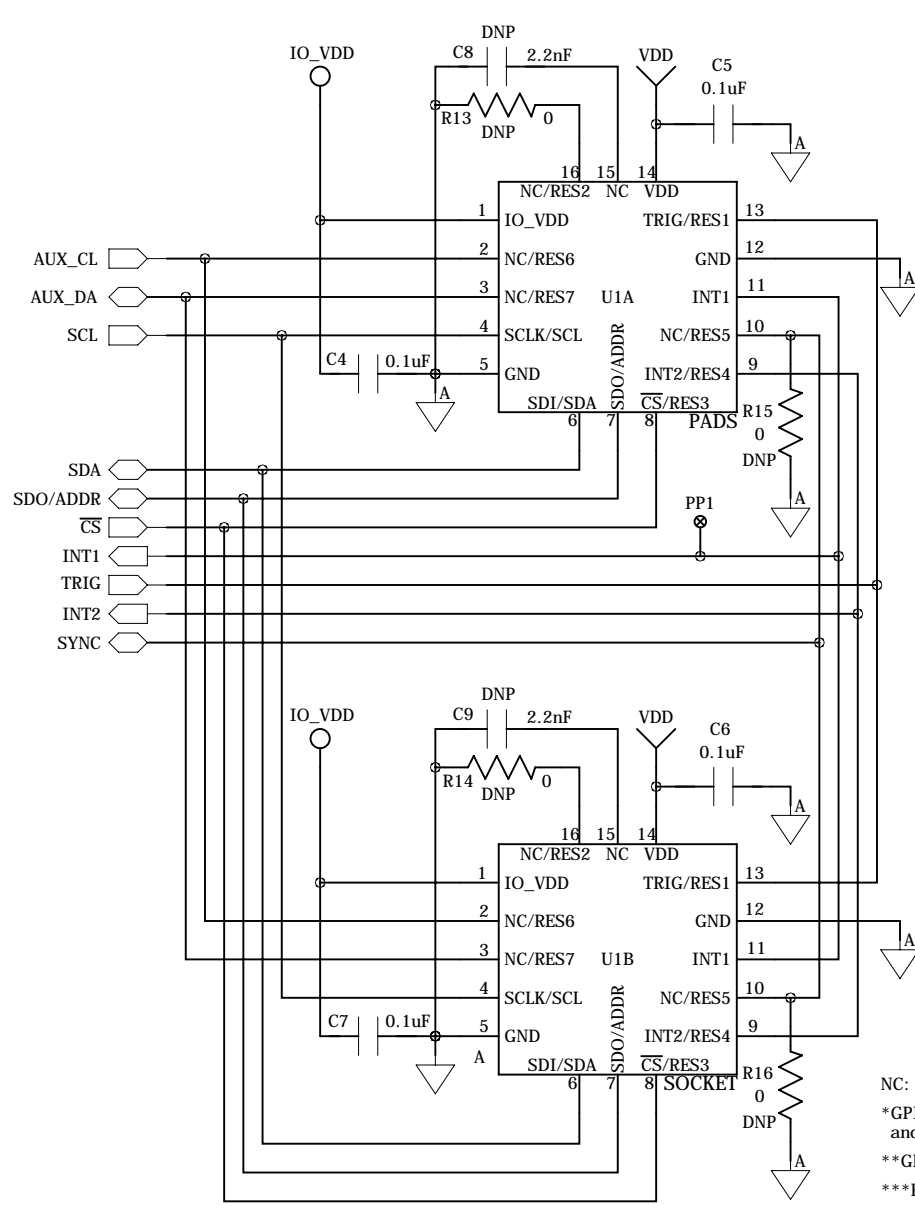 DNP
IO_VDD
C8
2.2nF
VDD
C5
0.1uF
R13
DNP
0
A
16
15
14
NC/RES2
NC
VDD
1
IO_VDD
TRIG/RES1
13
AUX_CL
2
NC/RES6
GND
12
A
AUX_DA
3
NC/RES7
U1A
INT1
11
SCL
4
SCLK/SCL
NC/RES5
10
C4
0.1uF
5
GND
SDO/ADDR
INT2/RES4
9
A
SDI/SDA
CS/RES3
6
7
8
PADS
R15
0
DNP
A
SDA
SDO/ADDR
CS
PP1
INT1
TRIG
INT2
SYNC
DNP
IO_VDD
C9
2.2nF
VDD
C6
0.1uF
R14
DNP
0
A
16
15
14
NC/RES2
NC
VDD
1
IO_VDD
TRIG/RES1
13
2
NC/RES6
GND
12
A
3
NC/RES7
U1B
INT1
11
4
SCLK/SCL
NC/RES5
10
C7
0.1uF
5
GND
SDO/ADDR
INT2/RES4
9
A
SDI/SDA
CS/RES3
6
7
8
SOCKET
R16
0
DNP
A
NC:
*GP
and
**G
***